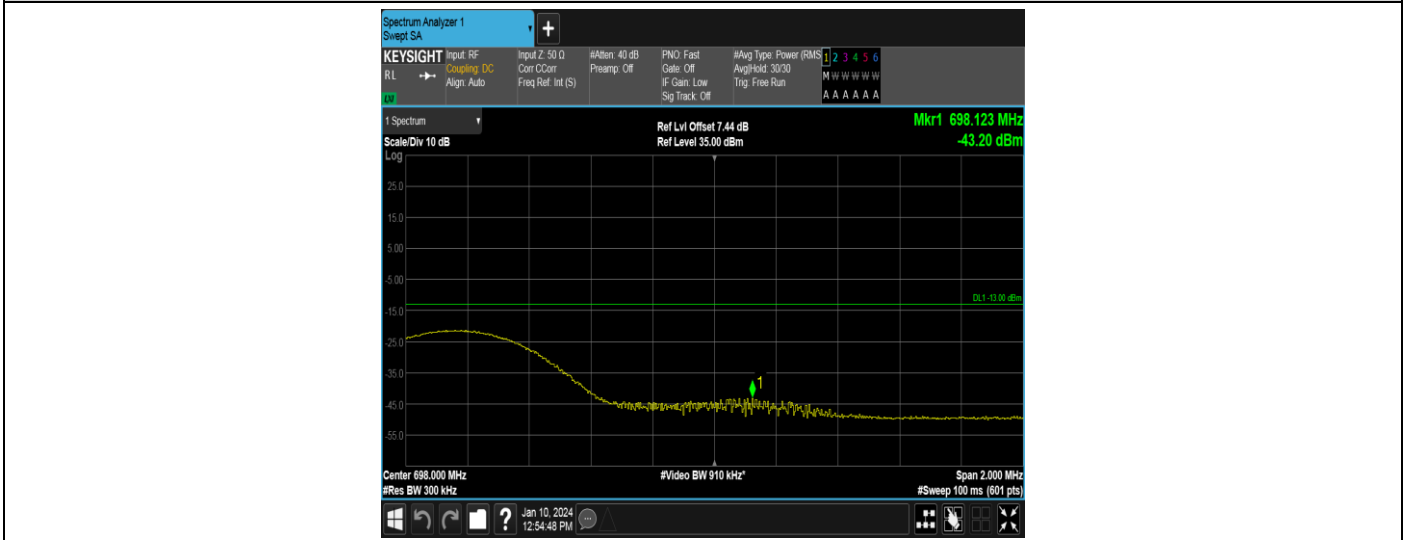 Spectrum Analyzer 1
Swept SA
+
KEYSIGHT Input: RF Input Z: 50 Ω #Atten: 40 dB PNO: Fast #Avg Type: Power (RMS 1 2 3 4 5 6
RL Coupling: DC Corr CCorr Preamp: Off Gate: Off Avg|Hold: 30/30 M W W W W W
Align: Auto Freq Ref: Int (S) IF Gain: Low Trig: Free Run
Sig Track: Off A A A A A A
1 Spectrum Ref Lvl Offset 7.44 dB Mkr1 698.123 MHz
Scale/Div 10 dB Ref Level 35.00 dBm -43.20 dBm
Log
25.0
15.0
5.00
-5.00
DL1 -13.00 dBm
-15.0
-25.0
-35.0
1
-45.0
-55.0
Center 698.000 MHz #Video BW 910 kHz* Span 2.000 MHz
#Res BW 300 kHz #Sweep 100 ms (601 pts)
? Jan 10, 2024
12:54:48 PM